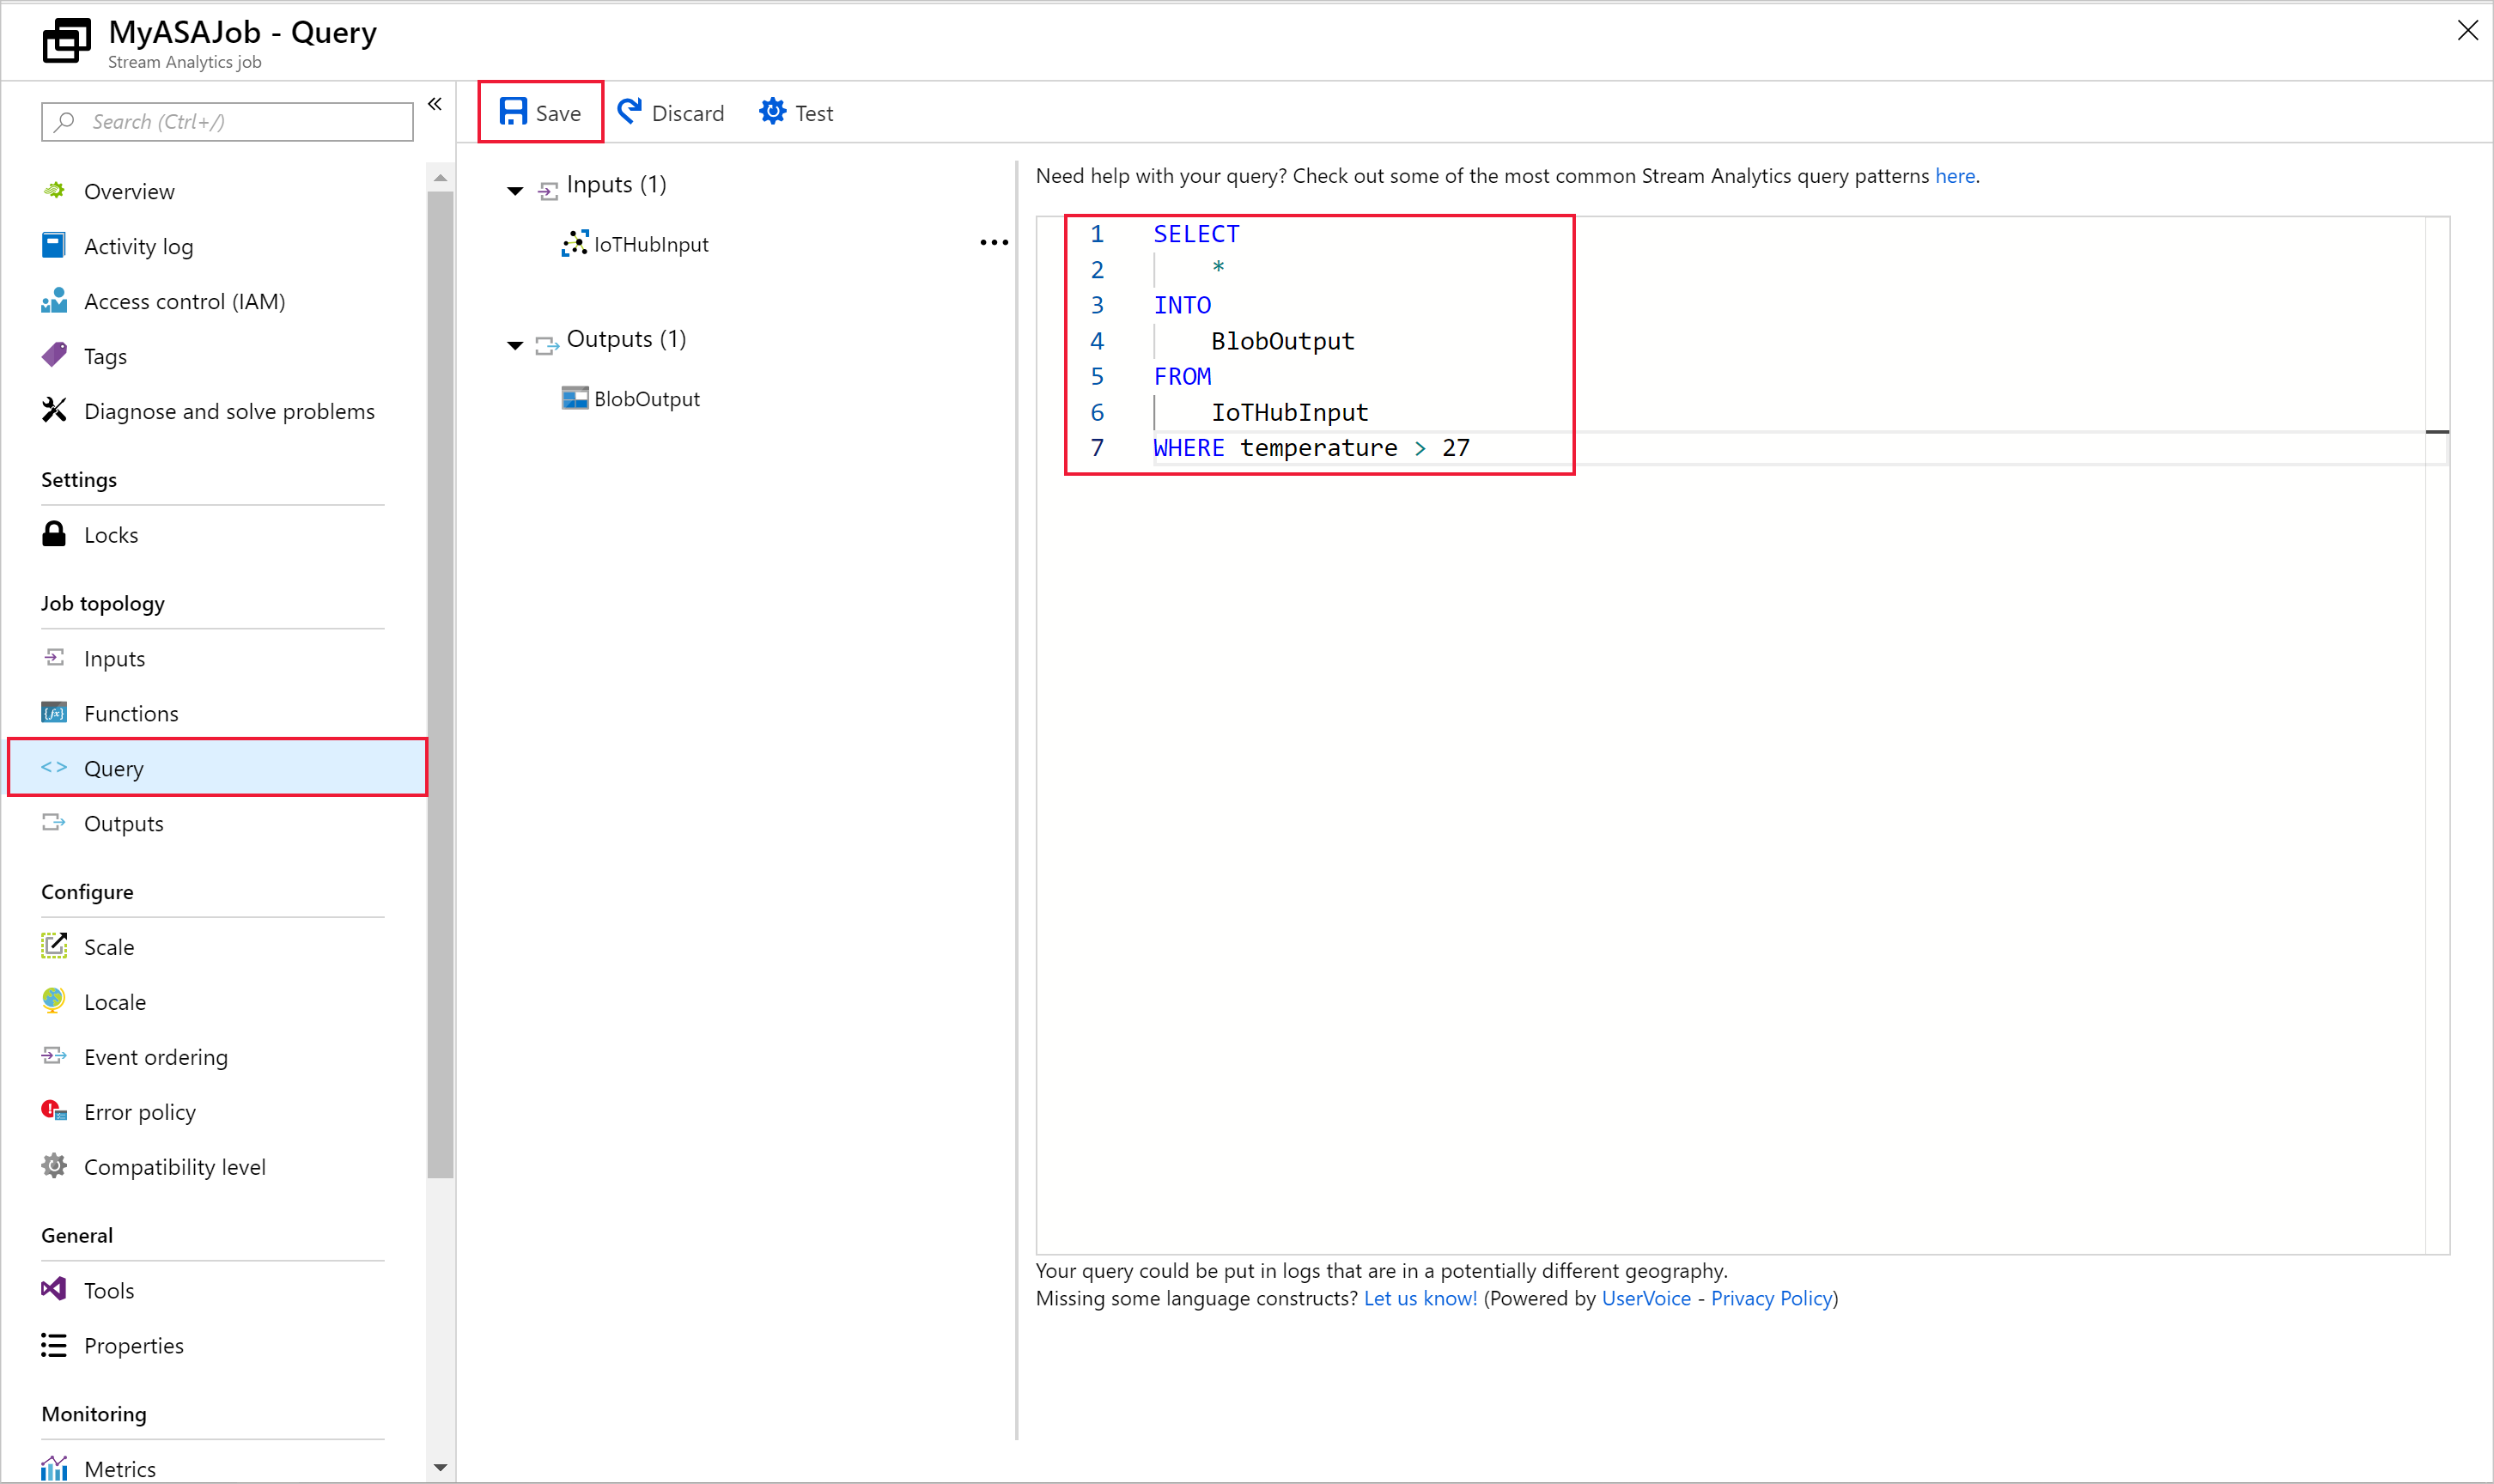 MyASAJob - Query
Stream Analytics job
Search (Ctrl+/)
«
Overview
Activity log
Access control (IAM)
Tags
Diagnose and solve problems
Settings
Locks
Job topology
Inputs
Functions
Query
Outputs
Configure
Scale
Locale
Event ordering
Error policy
Compatibility level
General
Tools
Properties
Monitoring
Metrics
Save
Discard
Test
Inputs (1)
IoTHubInput
Outputs (1)
BlobOutput
Need help with your query? Check out some of the most common Stream Analytics query patterns here.
1 SELECT
2 *
3 INTO
4 BlobOutput
5 FROM
6 IoTHubInput
7 WHERE temperature > 27
Your query could be put in logs that are in a potentially different geography.
Missing some language constructs? Let us know! (Powered by UserVoice - Privacy Policy)